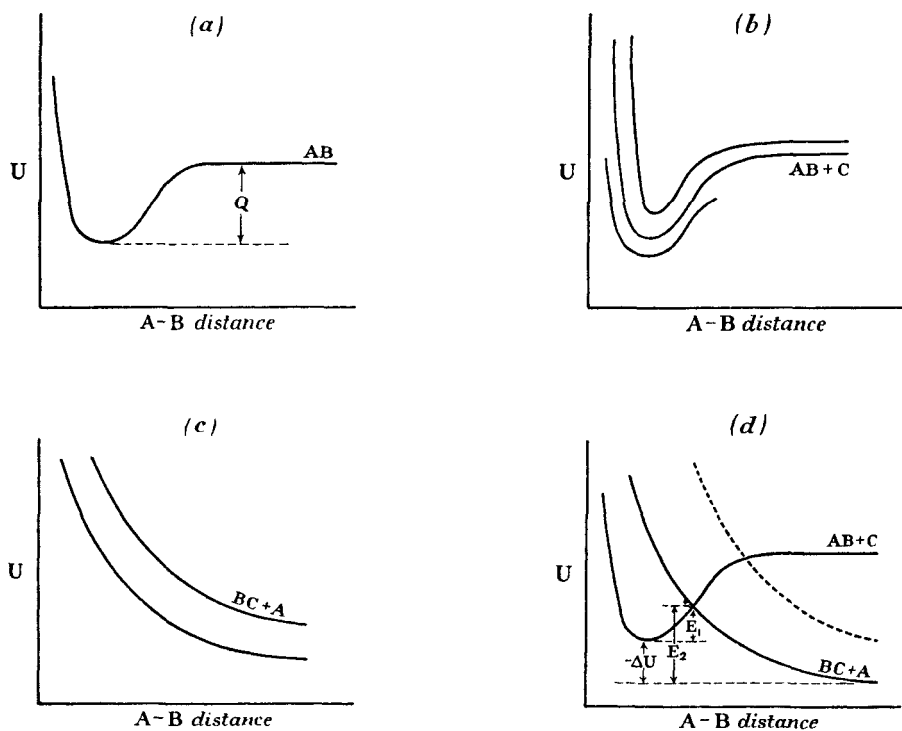 (a)
U
AB
Q
A-B distance
(b)
U
AB + C
A-B distance
(c)
U
BC+A
A-B distance
(d)
U
AB+C
E₁
E₂
-ΔU
BC+A
A-B distance